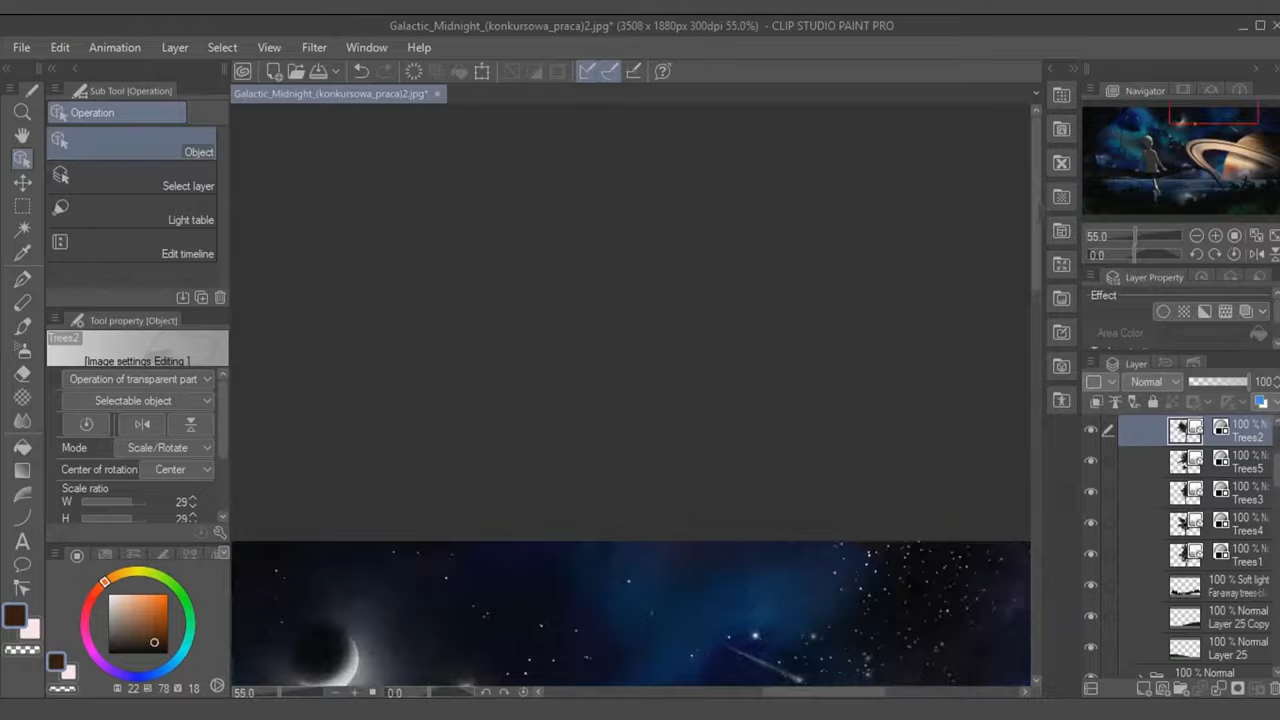 Galactic_Midnight_(konkursowa_praca)2.jpg* (3508 x 1880px 300dpi 55.0%) - CLIP STUDIO PAINT PRO
File Edit Animation Layer Select View Filter Window Help
Sub Tool [Operation]
Galactic_Midnight_(konkursowa_praca)2.jpg*
Navigator
Operation
Object
Select layer
Light table
Edit timeline
55.0
0.0
Layer Property
Effect
Area Color
Tool property [Object]
Trees2
[Image settings Editing ]
Operation of transparent part
Selectable object
Mode Scale/Rotate
Center of rotation Center
Scale ratio
W 29
H 29
Layer
Normal 100
100 % N
Trees2
100 % N
Trees5
100 % N
Trees3
100 % N
Trees4
100 % N
Trees1
100 % Soft light
Far-away trees-
100 % Normal
Layer 25 Copy
100 % Normal
Layer 25
100 % Normal
H 22 S 78 V 18
55.0 0.0